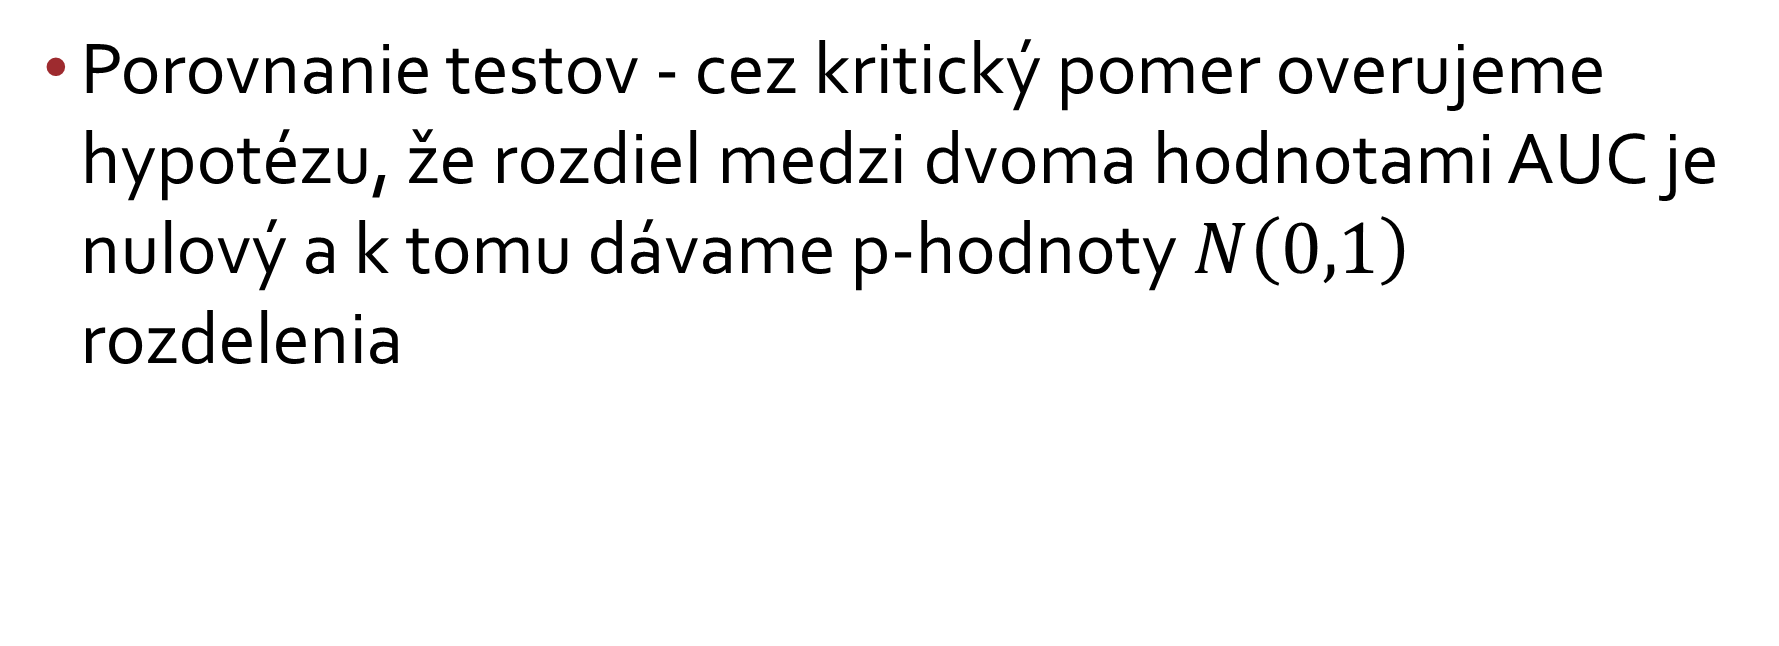 • Porovnanie testov - cez kritický pomer overujeme
hypotézu, že rozdiel medzi dvoma hodnotami AUC je
nulový a k tomu dávame p-hodnoty N(0,1)
rozdelenia